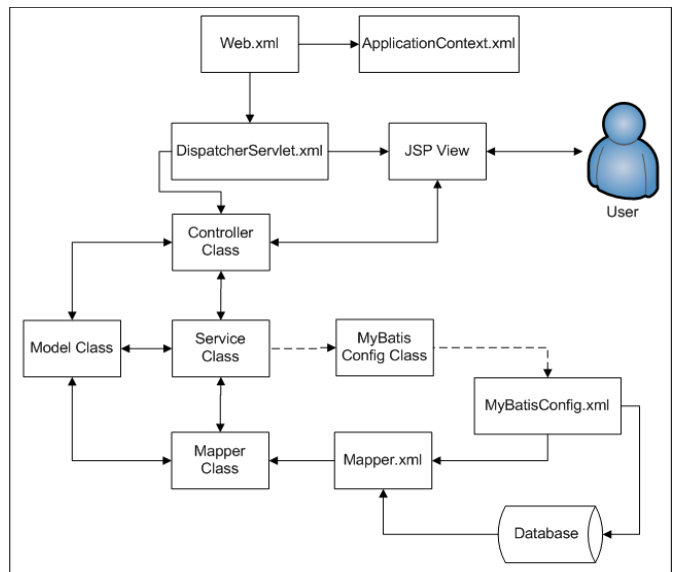 Web.xml
ApplicationContext.xml
DispatcherServlet.xml
JSP View
User
Controller
Class
Model Class
Service
Class
MyBatis
Config Class
MyBatisConfig.xml
Mapper
Class
Mapper.xml
Database